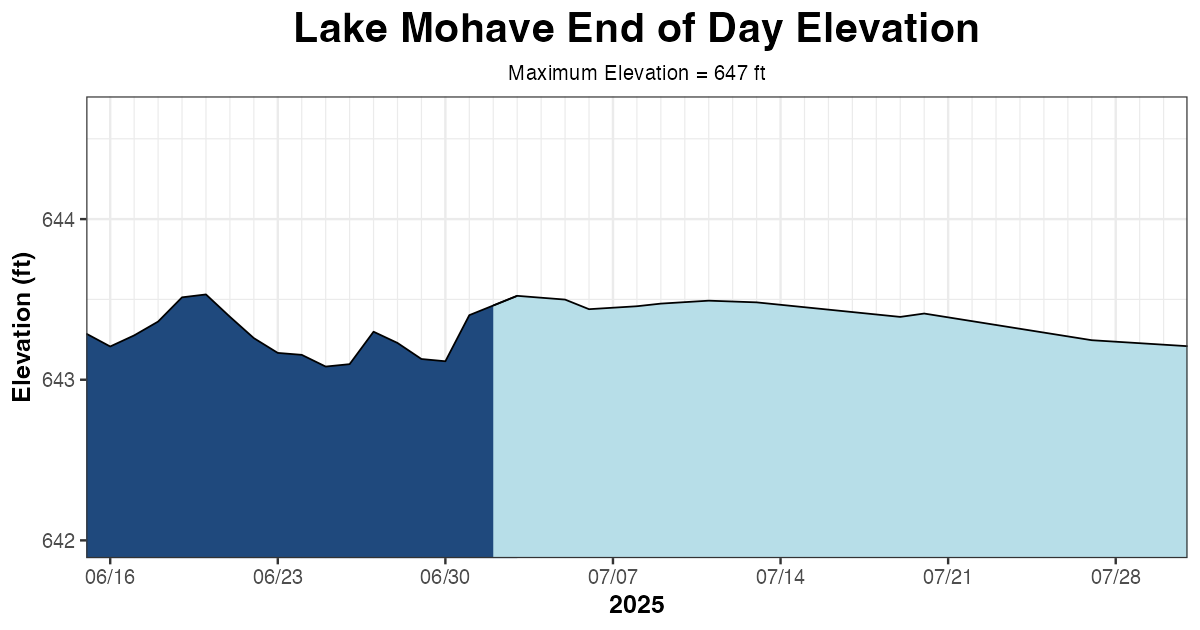 Lake Mohave End of Day Elevation
Maximum Elevation = 647 ft
Elevation (ft)
644
643
642
06/16 06/23 06/30 07/07 07/14 07/21 07/28
2025